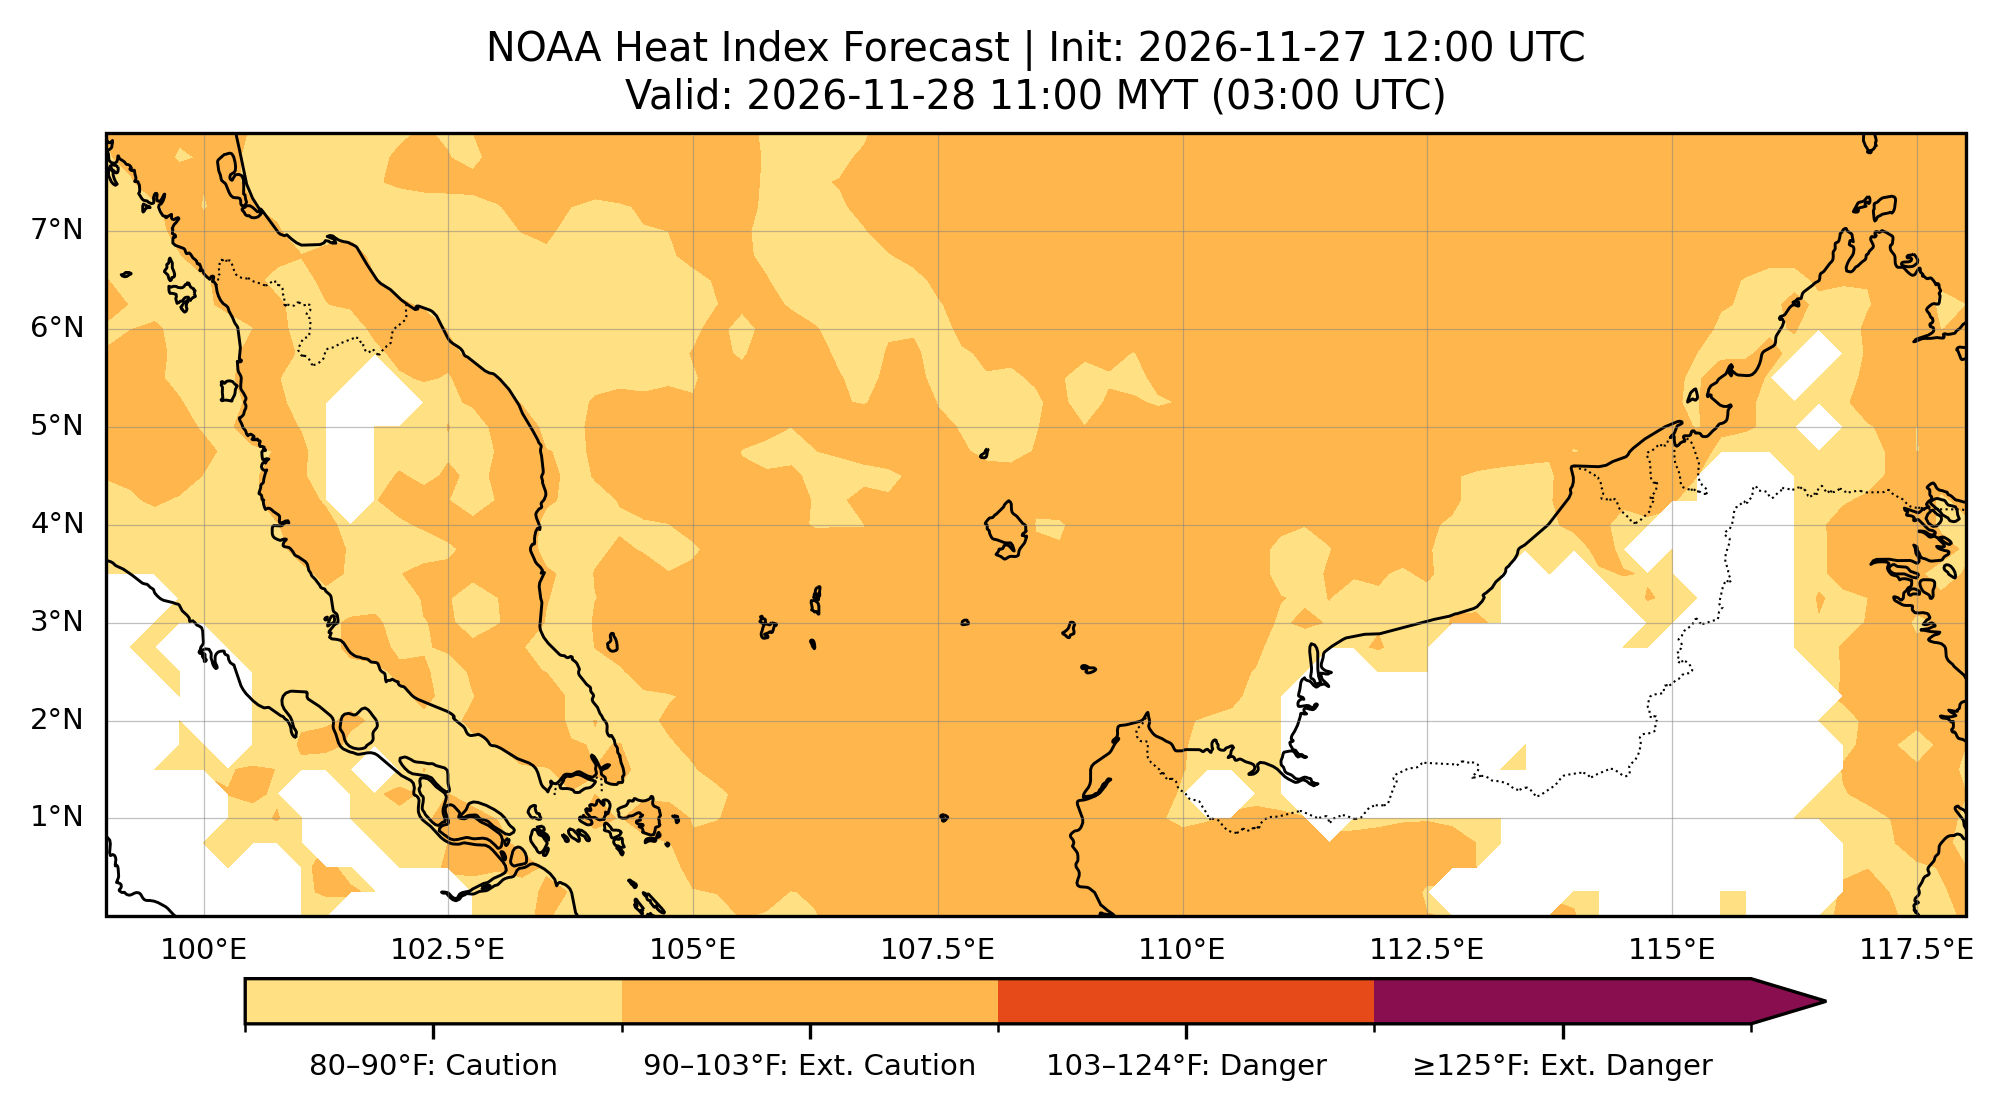 NOAA Heat Index Forecast | Init: 2026-11-27 12:00 UTC
Valid: 2026-11-28 11:00 MYT (03:00 UTC)
7°N
6°N
5°N
4°N
3°N
2°N
1°N
100°E 102.5°E 105°E 107.5°E 110°E 112.5°E 115°E 117.5°E
80–90°F: Caution 90–103°F: Ext. Caution 103–124°F: Danger ≥125°F: Ext. Danger